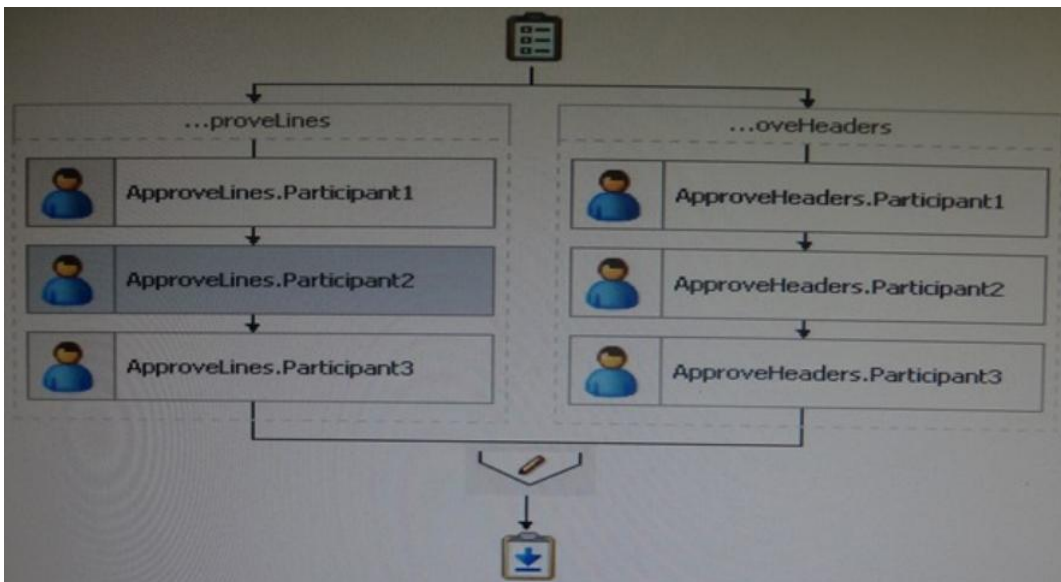 ...proveLines
ApproveLines.Participant1
ApproveLines.Participant2
ApproveLines.Participant3
...oveHeaders
ApproveHeaders.Participant1
ApproveHeaders.Participant2
ApproveHeaders.Participant3